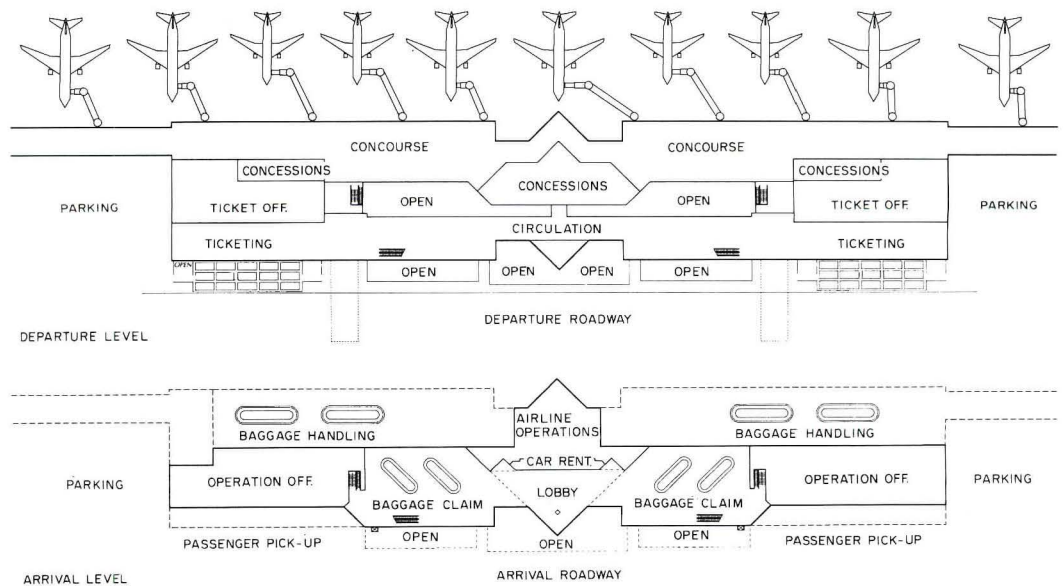 CONCOURSE CONCOURSE
CONCESSIONS CONCESSIONS CONCESSIONS
PARKING TICKET OFF. OPEN OPEN TICKET OFF. PARKING
CIRCULATION
TICKETING TICKETING
OPEN OPEN OPEN OPEN OPEN
DEPARTURE ROADWAY
DEPARTURE LEVEL
AIRLINE
OPERATIONS
BAGGAGE HANDLING BAGGAGE HANDLING
CAR RENT.
PARKING OPERATION OFF. LOBBY OPERATION OFF. PARKING
BAGGAGE CLAIM BAGGAGE CLAIM
OPEN OPEN OPEN
PASSENGER PICK-UP PASSENGER PICK-UP
ARRIVAL ROADWAY
ARRIVAL LEVEL